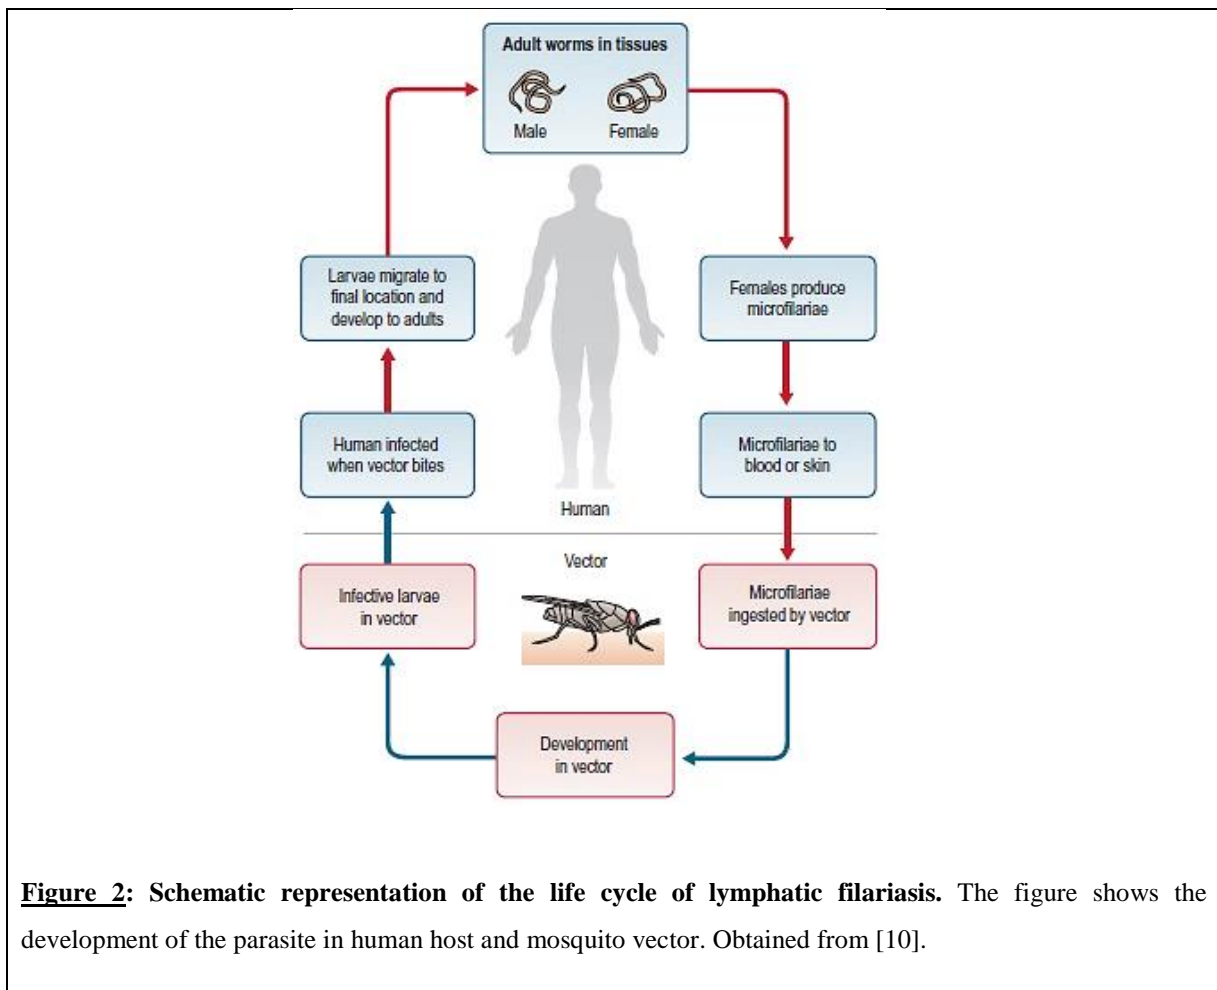 Adult worms in tissues
Male
Female
Larvae migrate to
final location and
develop to adults
Females produce
microfilariae
Human infected
when vector bites
Microfilariae to
blood or skin
Human
Vector
Infective larvae
in vector
Microfilariae
ingested by vector
Development
in vector
Figure 2: Schematic representation of the life cycle of lymphatic filariasis. The figure shows the
development of the parasite in human host and mosquito vector. Obtained from [10].